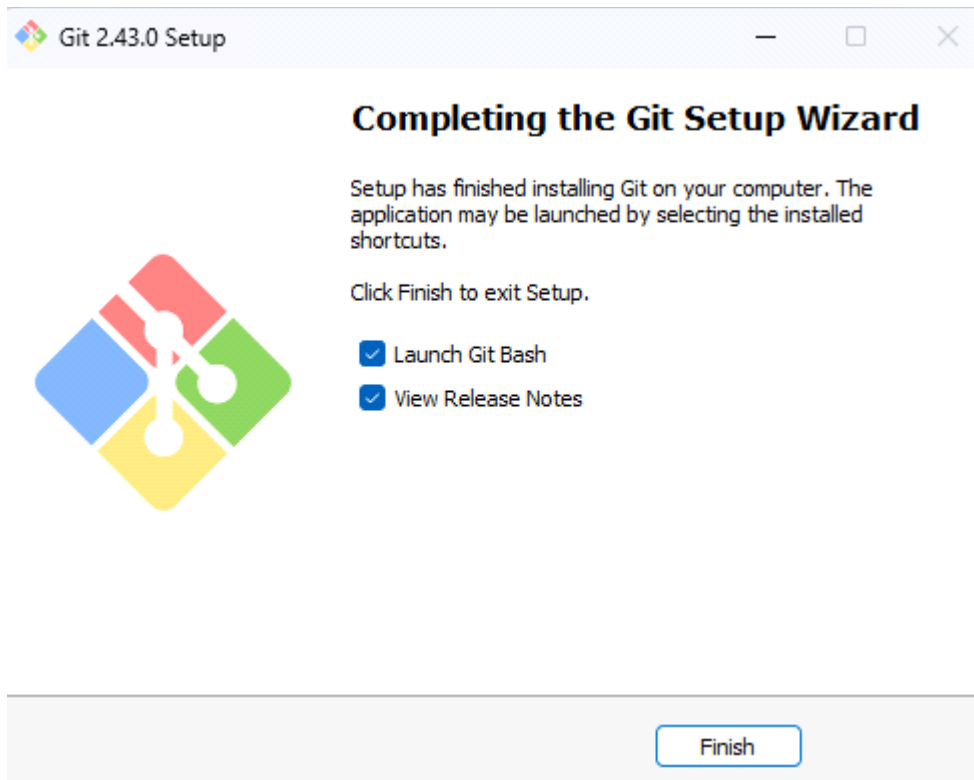 Git 2.43.0 Setup
Completing the Git Setup Wizard
Setup has finished installing Git on your computer. The
application may be launched by selecting the installed
shortcuts.
Click Finish to exit Setup.
Launch Git Bash
View Release Notes
Finish